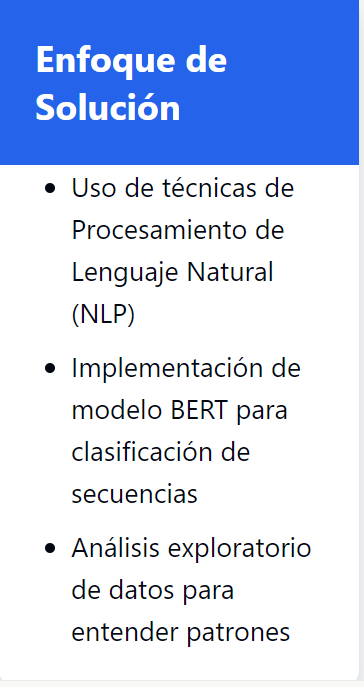 Enfoque de
Solución
• Uso de técnicas de
Procesamiento de
Lenguaje Natural
(NLP)
• Implementación de
modelo BERT para
clasificación de
secuencias
• Análisis exploratorio
de datos para
entender patrones